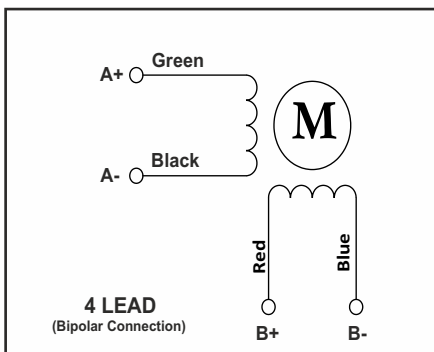 Green
A+
M
Black
A-
Red
Blue
4 LEAD
(Bipolar Connection)
B+
B-